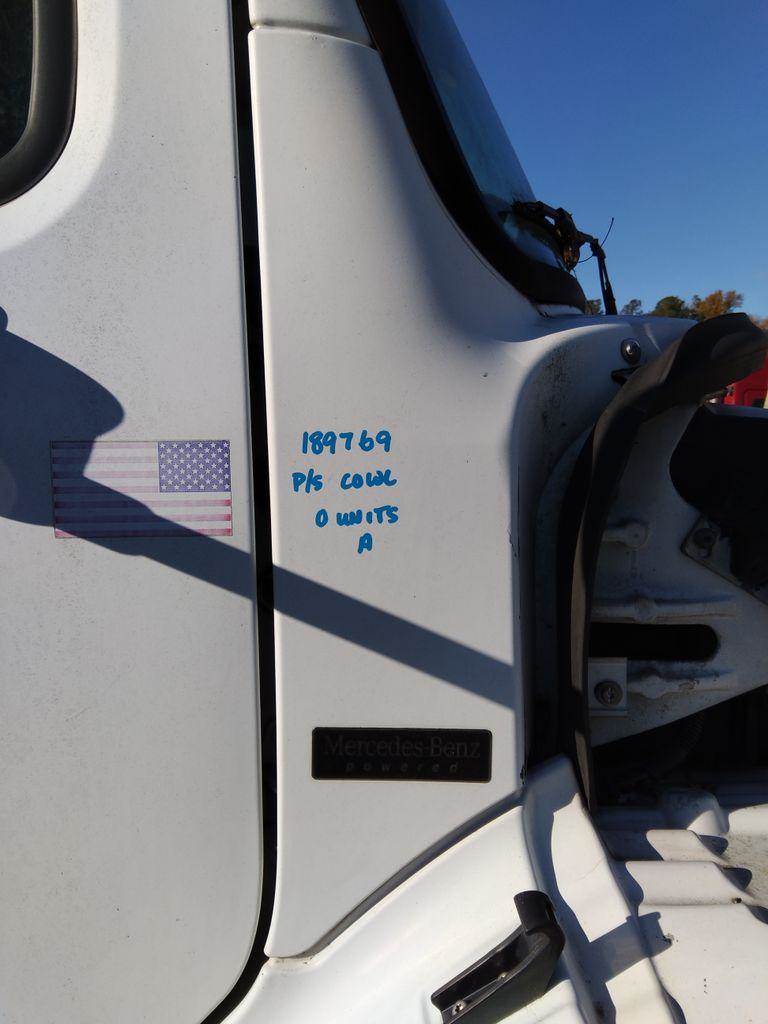 189769
P/S COWL
0 UNITS
A
Mercedes-Benz
powered